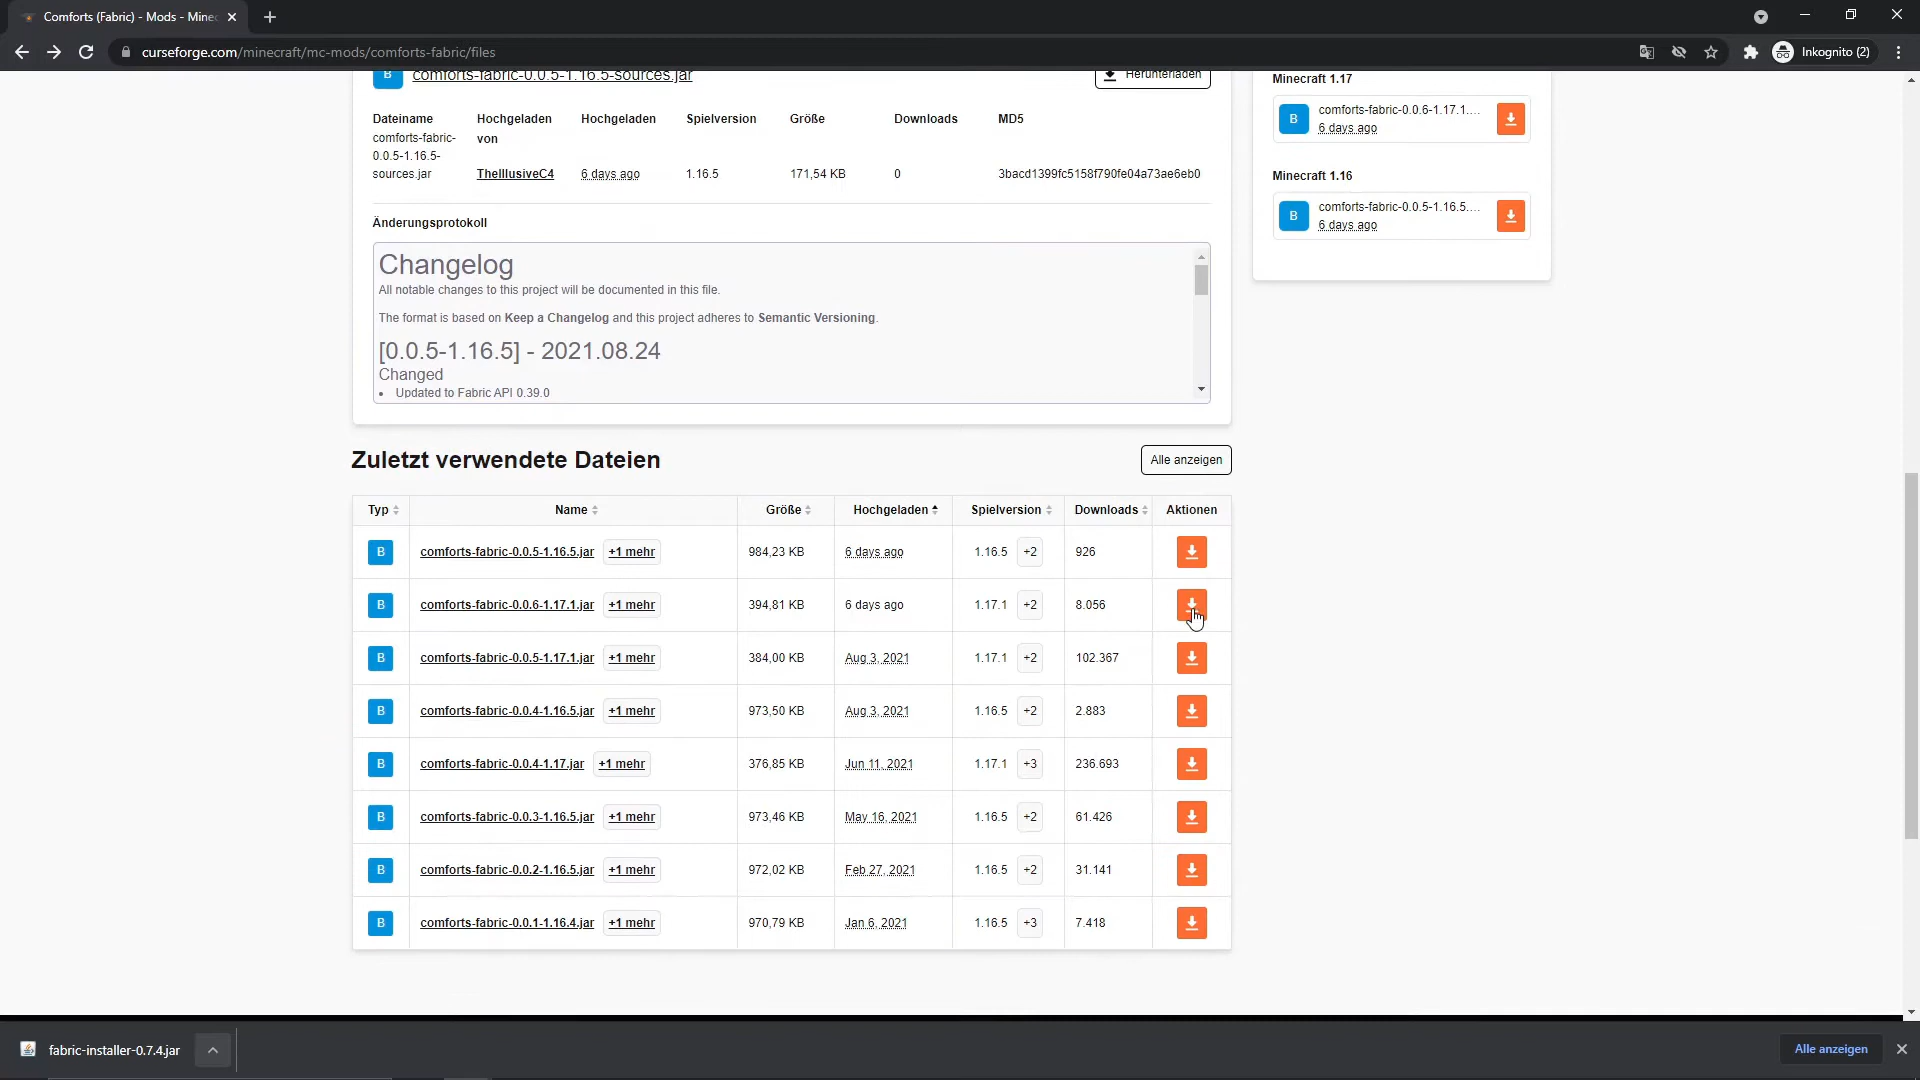 Comforts (Fabric) - Mods - Mine
curseforge.com/minecraft/mc-mods/comforts-fabric/files
Inkognito (2)
B comforts-fabric-0.0.5-1.16.5-sources.jar
Herunterladen
Dateiname Hochgeladen von Hochgeladen Spielversion Größe Downloads MD5
comforts-fabric-
0.0.5-1.16.5-
sources.jar TheIllusiveC4 6 days ago 1.16.5 171,54 KB 0 3bacd1399fc5158f790fe04a73ae6eb0
Änderungsprotokoll
Changelog
All notable changes to this project will be documented in this file.
The format is based on Keep a Changelog and this project adheres to Semantic Versioning.
[0.0.5-1.16.5] - 2021.08.24
Changed
• Updated to Fabric API 0.39.0
Minecraft 1.17
B comforts-fabric-0.0.6-1.17.1....
6 days ago
Minecraft 1.16
B comforts-fabric-0.0.5-1.16.5....
6 days ago
Zuletzt verwendete Dateien
Alle anzeigen
Typ Name Größe Hochgeladen Spielversion Downloads Aktionen
B comforts-fabric-0.0.5-1.16.5.jar +1 mehr 984,23 KB 6 days ago 1.16.5 +2 926
B comforts-fabric-0.0.6-1.17.1.jar +1 mehr 394,81 KB 6 days ago 1.17.1 +2 8.056
B comforts-fabric-0.0.5-1.17.1.jar +1 mehr 384,00 KB Aug 3, 2021 1.17.1 +2 102.367
B comforts-fabric-0.0.4-1.16.5.jar +1 mehr 973,50 KB Aug 3, 2021 1.16.5 +2 2.883
B comforts-fabric-0.0.4-1.17.jar +1 mehr 376,85 KB Jun 11, 2021 1.17.1 +3 236.693
B comforts-fabric-0.0.3-1.16.5.jar +1 mehr 973,46 KB May 16, 2021 1.16.5 +2 61.426
B comforts-fabric-0.0.2-1.16.5.jar +1 mehr 972,02 KB Feb 27, 2021 1.16.5 +2 31.141
B comforts-fabric-0.0.1-1.16.4.jar +1 mehr 970,79 KB Jan 6, 2021 1.16.5 +3 7.418
fabric-installer-0.7.4.jar
Alle anzeigen